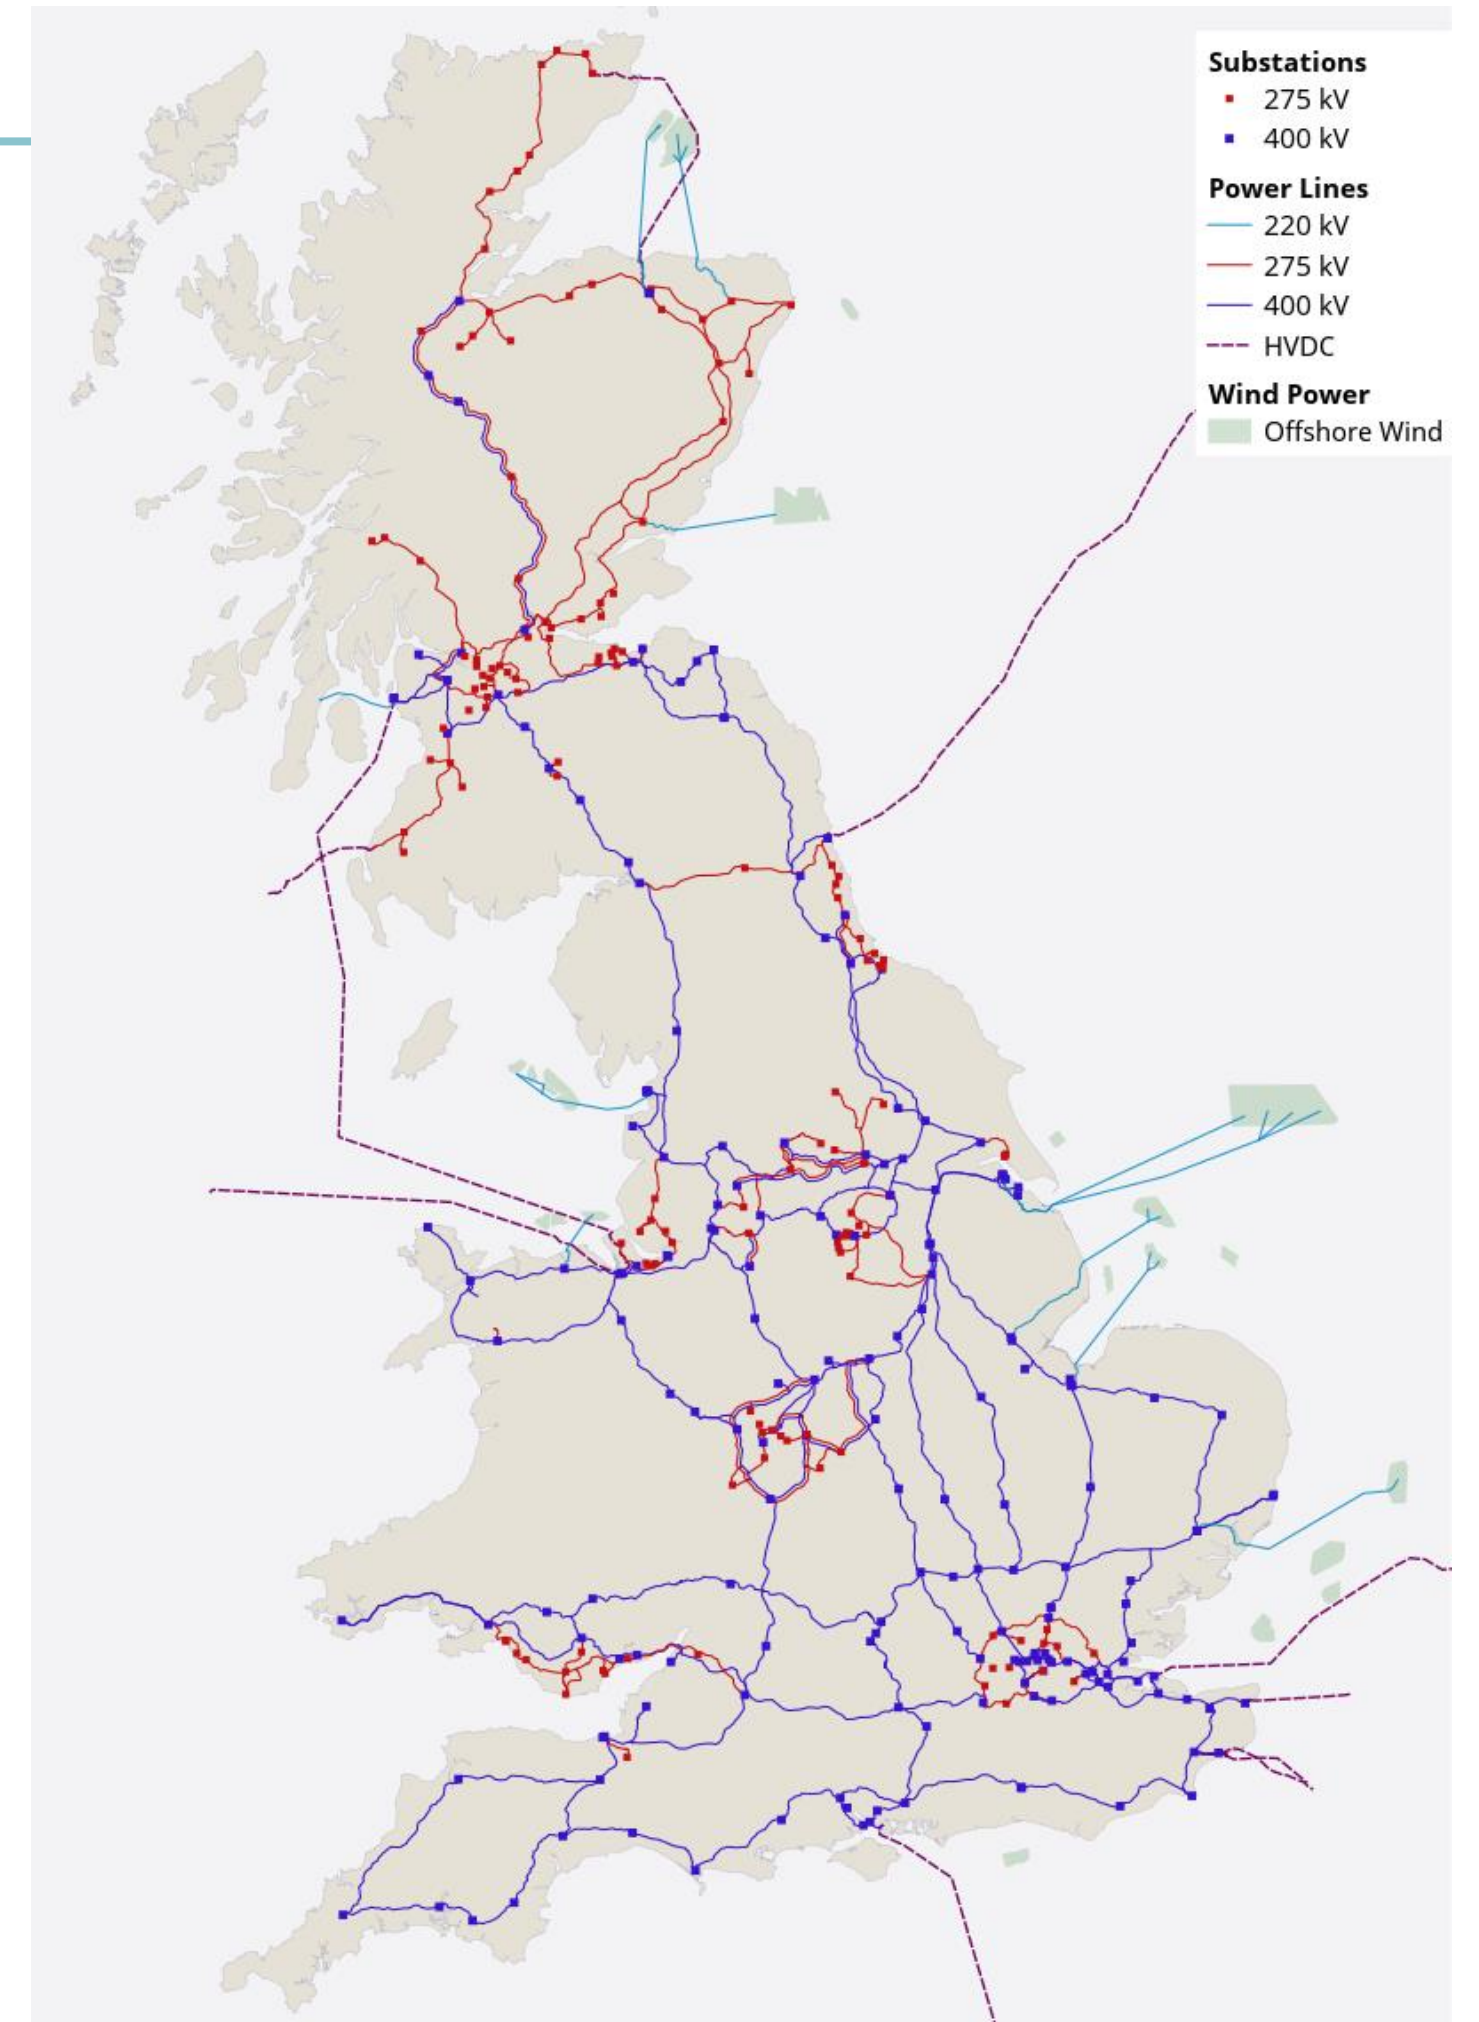 Substations
275 kV
400 kV
Power Lines
220 kV
275 kV
400 kV
HVDC
Wind Power
Offshore Wind